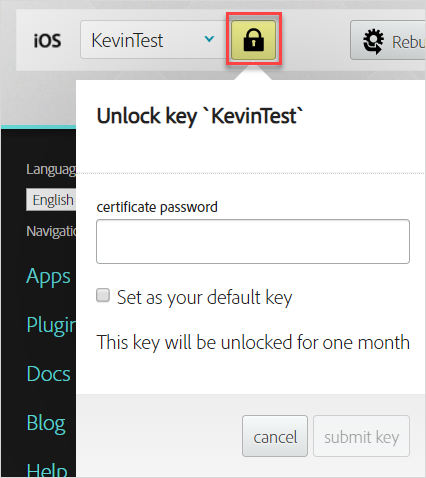 iOS KevinTest Rebu
Unlock key `KevinTest`
Languag
English
Navigatio
certificate password
Set as your default key
This key will be unlocked for one month
Apps
Plugin
Docs
Blog
Help
cancel submit key